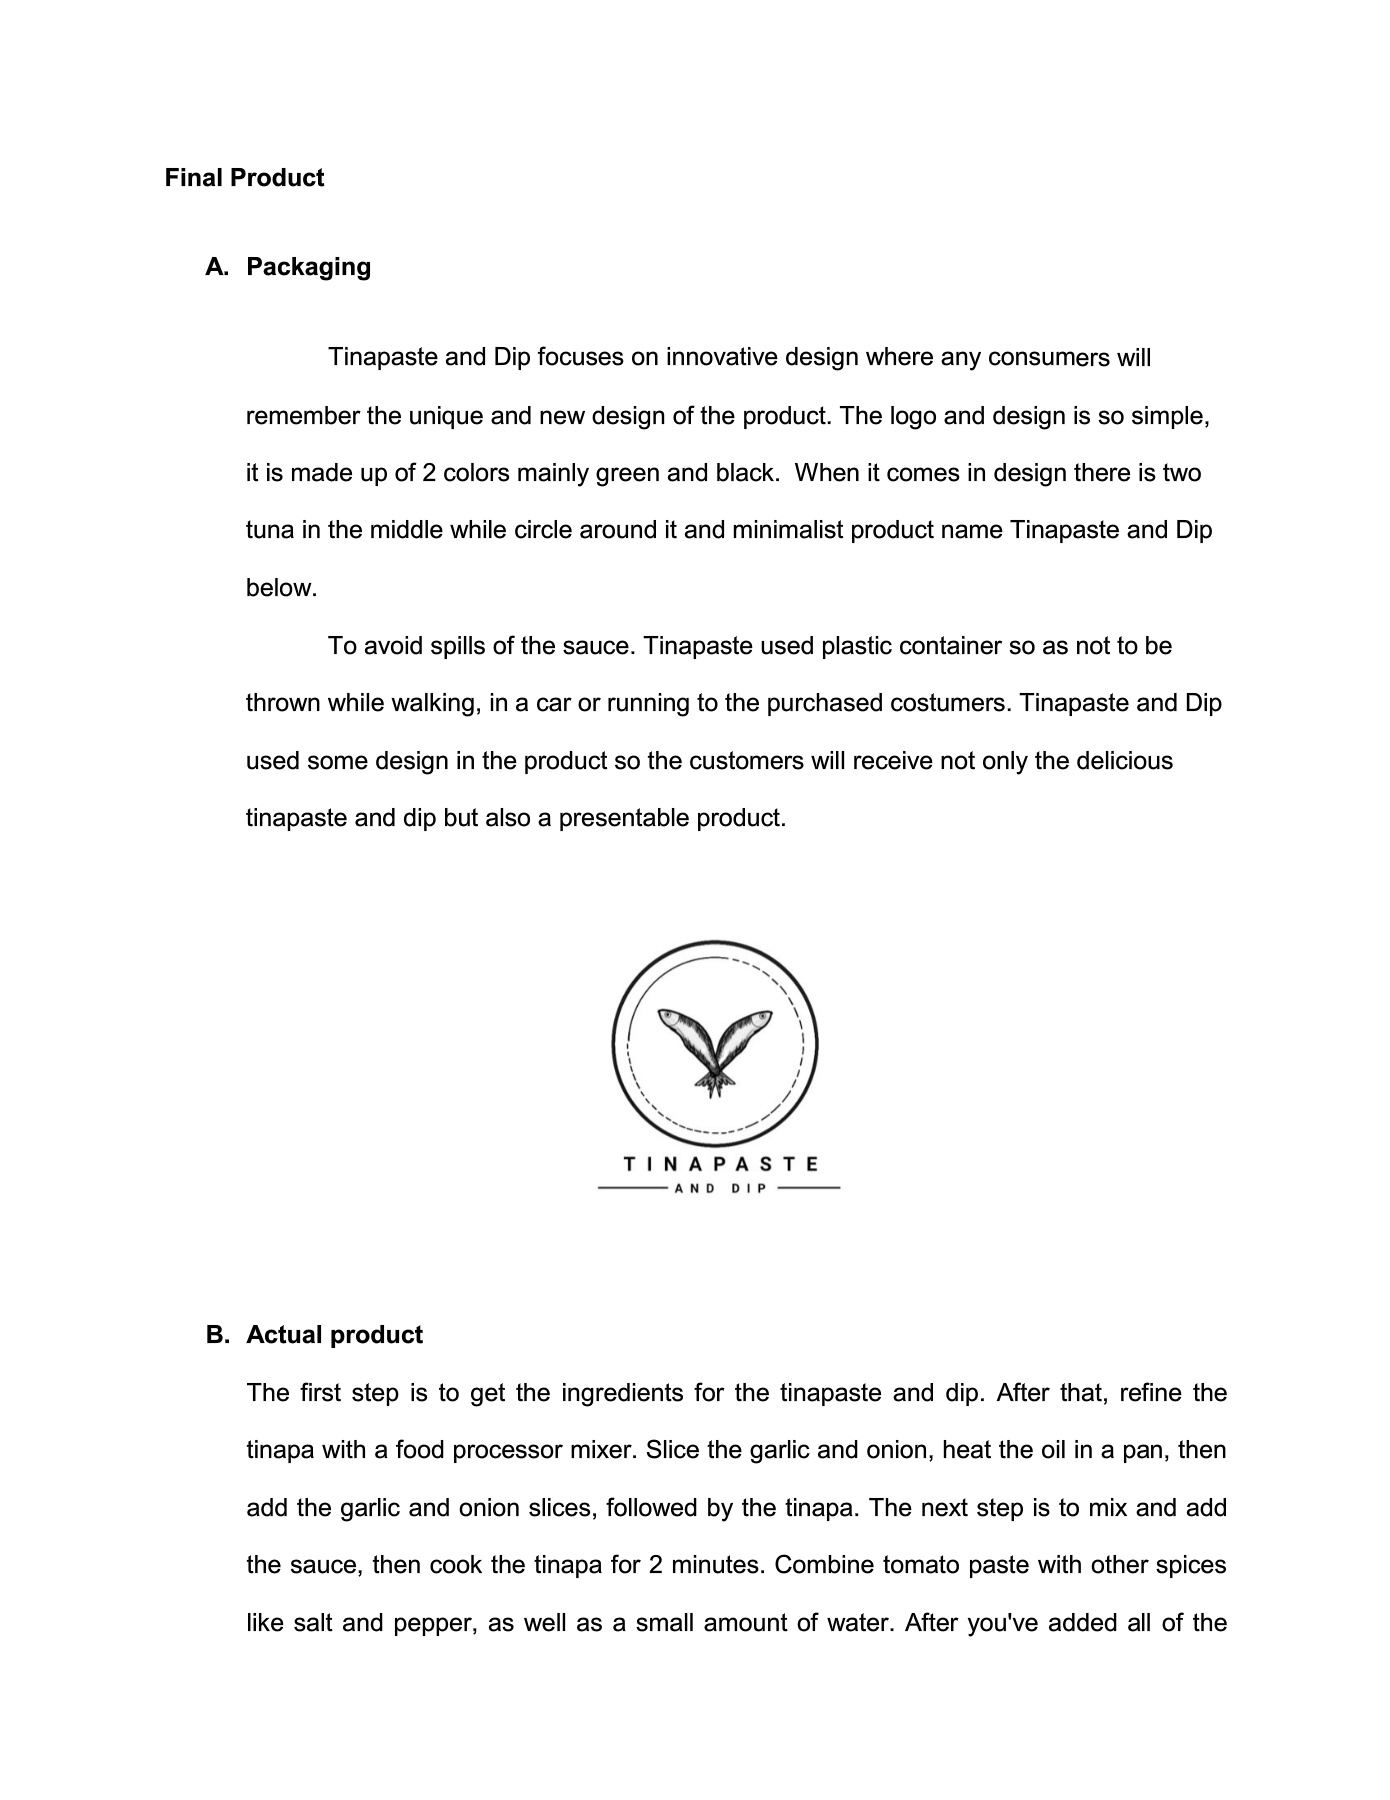 Final Product
A. Packaging
Tinapaste and Dip focuses on innovative design where any consumers will
remember the unique and new design of the product. The logo and design is so simple,
it is made up of 2 colors mainly green and black.  When it comes in design there is two
tuna in the middle while circle around it and minimalist product name Tinapaste and Dip
below.
To avoid spills of the sauce. Tinapaste used plastic container so as not to be
thrown while walking, in a car or running to the purchased costumers. Tinapaste and Dip
used some design in the product so the customers will receive not only the delicious
tinapaste and dip but also a presentable product.
TINAPASTE
AND DIP
B. Actual product
The first step is to get the ingredients for the tinapaste and dip. After that, refine the
tinapa with a food processor mixer. Slice the garlic and onion, heat the oil in a pan, then
add the garlic and onion slices, followed by the tinapa. The next step is to mix and add
the sauce, then cook the tinapa for 2 minutes. Combine tomato paste with other spices
like salt and pepper, as well as a small amount of water. After you've added all of the